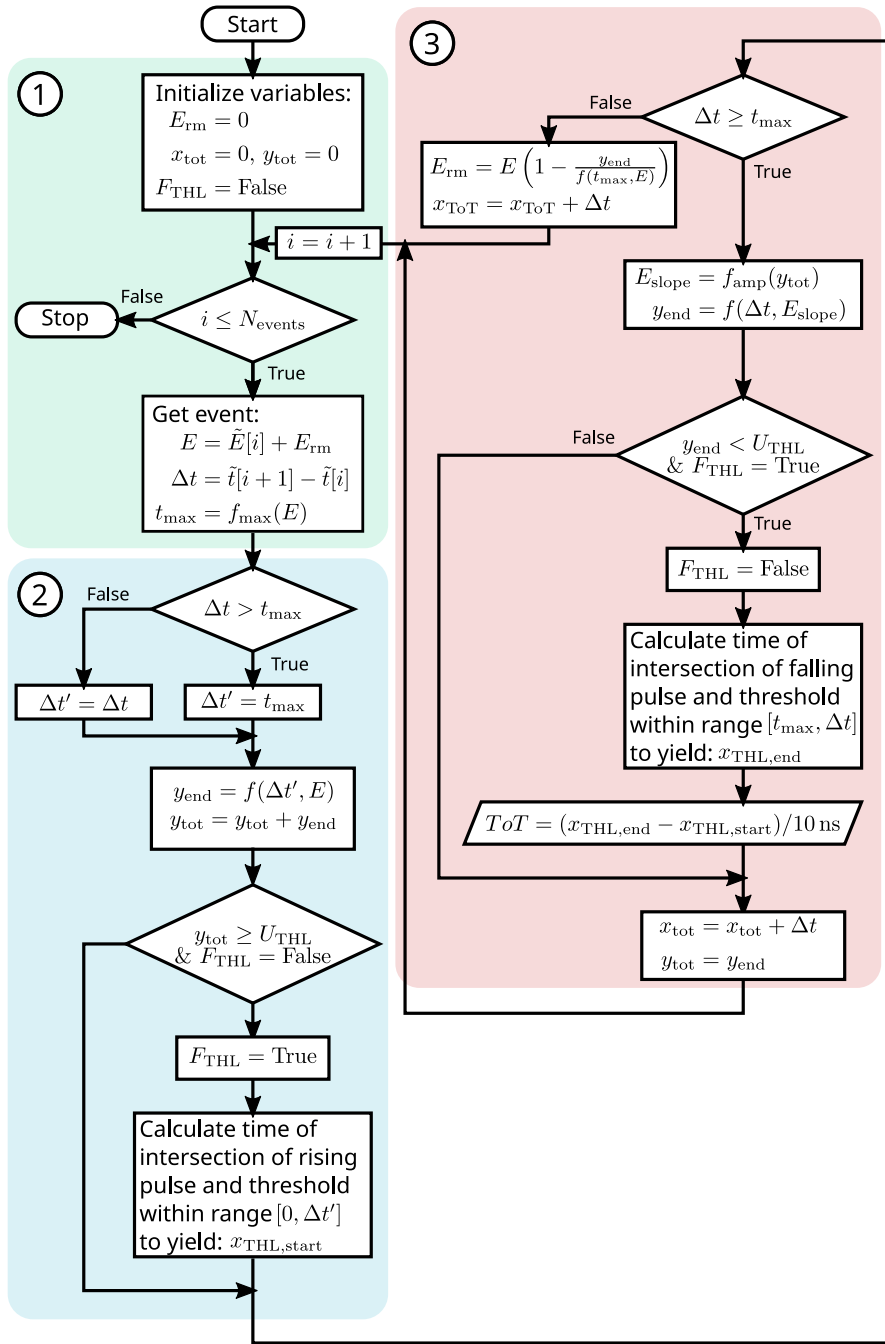 Start
1
Initialize variables:
E_rm = 0
x_tot = 0, y_tot = 0
F_THL = False
i = i + 1
i ≤ N_events
False
Stop
True
Get event:
E = Ẽ[i] + E_rm
Δt = t̃[i + 1] − t̃[i]
t_max = f_max(E)
2
Δt > t_max
False
True
Δt′ = Δt
Δt′ = t_max
y_end = f(Δt′, E)
y_tot = y_tot + y_end
y_tot ≥ U_THL
& F_THL = False
F_THL = True
Calculate time of
intersection of rising
pulse and threshold
within range [0, Δt′]
to yield: x_THL,start
3
Δt ≥ t_max
False
True
E_rm = E (1 − y_end / f(t_max, E))
x_ToT = x_ToT + Δt
E_slope = f_amp(y_tot)
y_end = f(Δt, E_slope)
y_end < U_THL
& F_THL = True
False
True
F_THL = False
Calculate time of
intersection of falling
pulse and threshold
within range [t_max, Δt]
to yield: x_THL,end
ToT = (x_THL,end − x_THL,start)/10 ns
x_tot = x_tot + Δt
y_tot = y_end